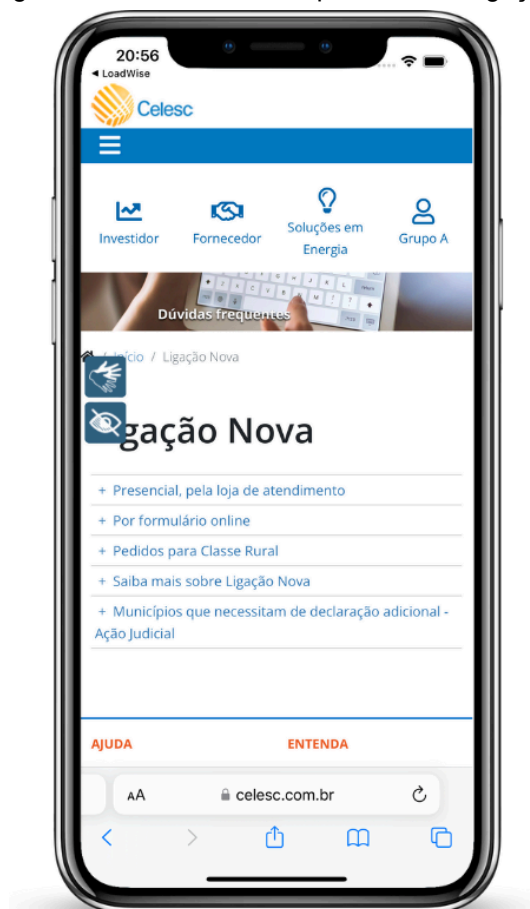 20:56
◀ LoadWise
Celesc
Investidor
Fornecedor
Soluções em
Energia
Grupo A
Dúvidas frequentes
/ Início / Ligação Nova
gação Nova
+ Presencial, pela loja de atendimento
+ Por formulário online
+ Pedidos para Classe Rural
+ Saiba mais sobre Ligação Nova
+ Municípios que necessitam de declaração adicional -
Ação Judicial
AJUDA
ENTENDA
AA
celesc.com.br